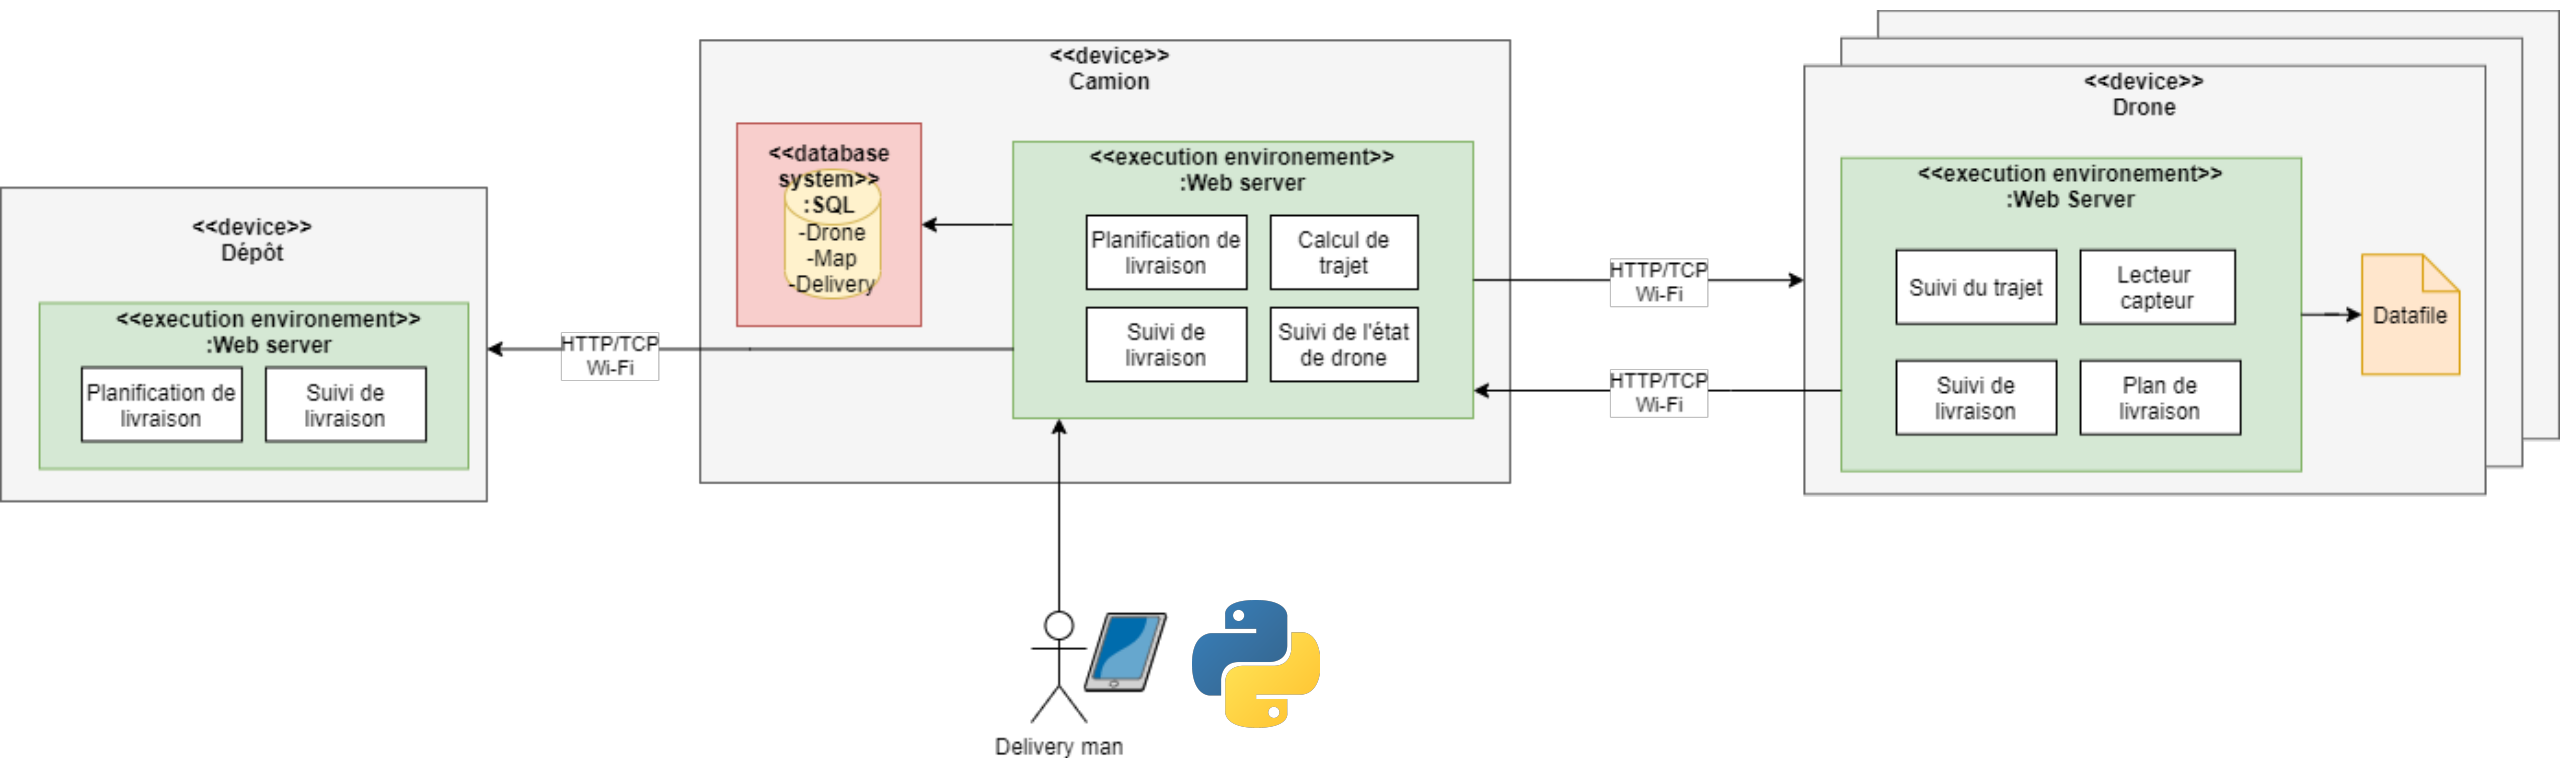 <<device>>
Dépôt
<<execution environement>>
:Web server
Planification de
livraison
Suivi de
livraison
HTTP/TCP
Wi-Fi
<<device>>
Camion
<<database
system>>
:SQL
-Drone
-Map
-Delivery
<<execution environement>>
:Web server
Planification de
livraison
Calcul de
trajet
Suivi de
livraison
Suivi de l'état
de drone
HTTP/TCP
Wi-Fi
HTTP/TCP
Wi-Fi
<<device>>
Drone
<<execution environement>>
:Web Server
Suivi du trajet
Lecteur
capteur
Suivi de
livraison
Plan de
livraison
Datafile
Delivery man